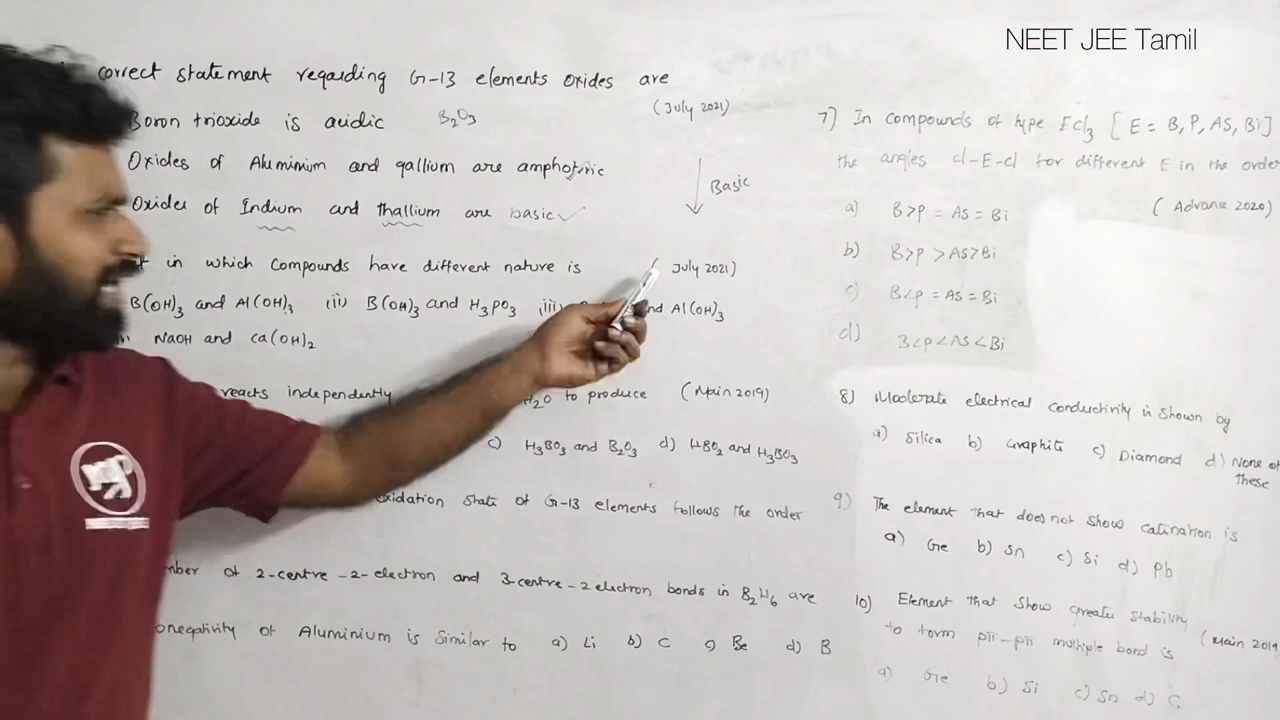 NEET JEE Tamil
correct statement regarding G-13 elements oxides are
(July 2021)
Boron trioxide is acidic B2O3
Oxides of Aluminium and gallium are amphoteric
Basic
Oxides of Indium and thallium are basic ✓
in which compounds have different nature is
July 2021)
B(OH)3 and Al(OH)3 (ii) B(OH)3 and H3PO3 (iii) and Al(OH)3
NaOH and Ca(OH)2
reacts independently H2O to produce (Main 2019)
c) H3BO3 and B2O3 d) HBO2 and H3BO3
oxidation state of G-13 elements follows the order
of 2-centre-2-electron and 3-centre-2 electron bonds in B2H6 are
of Aluminium is similar to a) Li b) C c) Be d) B
7) In compounds of type ECl3 [E = B, P, AS, Bi]
the angles cl-E-cl for different E in the order
(Advance 2020)
a) B>P = AS = Bi
b) B>P >AS>Bi
c) B<P = AS = Bi
d) B<P<AS<Bi
8) Moderate electrical conductivity is shown by
a) Silica b) Graphite c) Diamond d) None of these
9) The element that does not show catination is
a) Ge b) Sn c) Si d) Pb
10) Element that show greater stability
to form pπ-pπ multiple bond is
(Main 2019
a) Ge b) Si c) Sn d) C